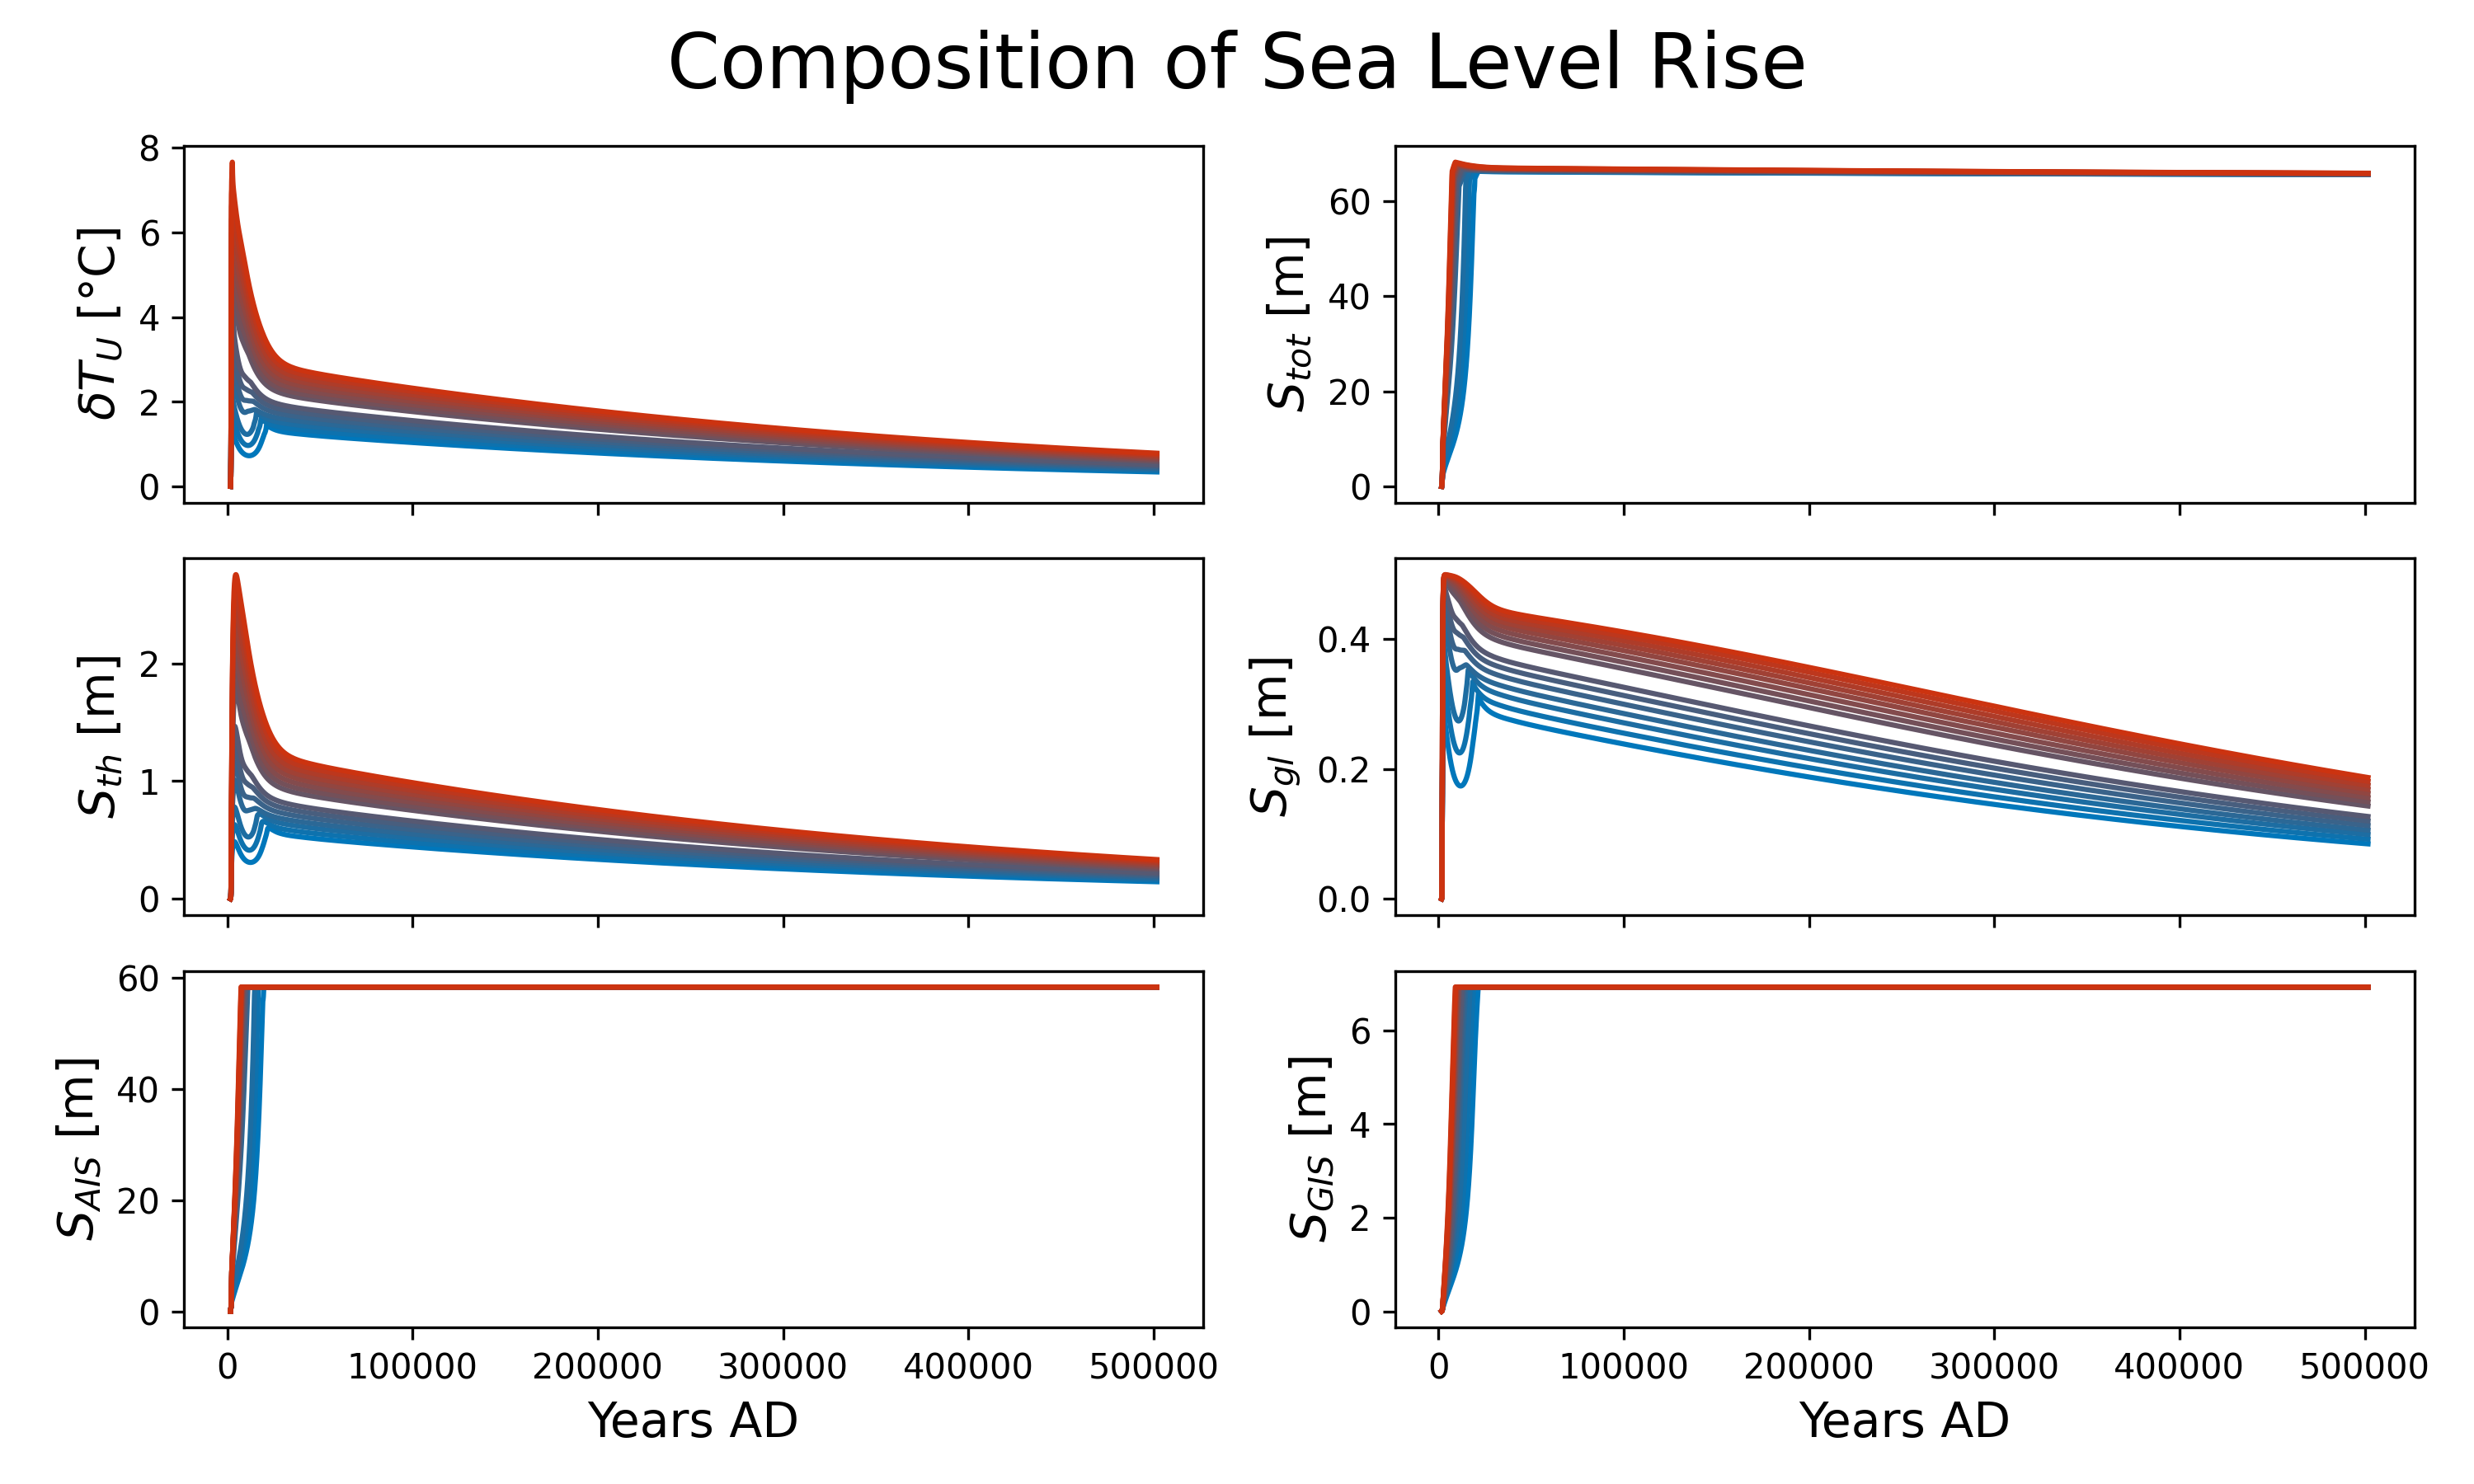 Composition of Sea Level Rise
δT_U [°C]
8
6
4
2
0
S_tot [m]
60
40
20
0
S_th [m]
2
1
0
S_gl [m]
0.4
0.2
0.0
S_AIS [m]
60
40
20
0
0 100000 200000 300000 400000 500000
Years AD
S_GIS [m]
6
4
2
0
0 100000 200000 300000 400000 500000
Years AD